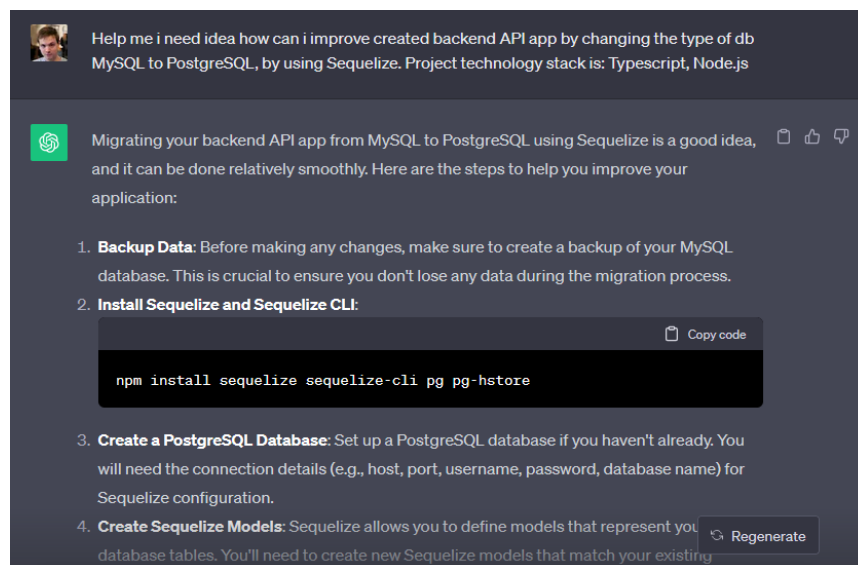 Help me i need idea how can i improve created backend API app by changing the type of db
MySQL to PostgreSQL, by using Sequelize. Project technology stack is: Typescript, Node.js
Migrating your backend API app from MySQL to PostgreSQL using Sequelize is a good idea,
and it can be done relatively smoothly. Here are the steps to help you improve your
application:
1. Backup Data: Before making any changes, make sure to create a backup of your MySQL
database. This is crucial to ensure you don't lose any data during the migration process.
2. Install Sequelize and Sequelize CLI:
Copy code
npm install sequelize sequelize-cli pg pg-hstore
3. Create a PostgreSQL Database: Set up a PostgreSQL database if you haven't already. You
will need the connection details (e.g., host, port, username, password, database name) for
Sequelize configuration.
4. Create Sequelize Models: Sequelize allows you to define models that represent you
Regenerate
database tables. You'll need to create new Sequelize models that match your existing